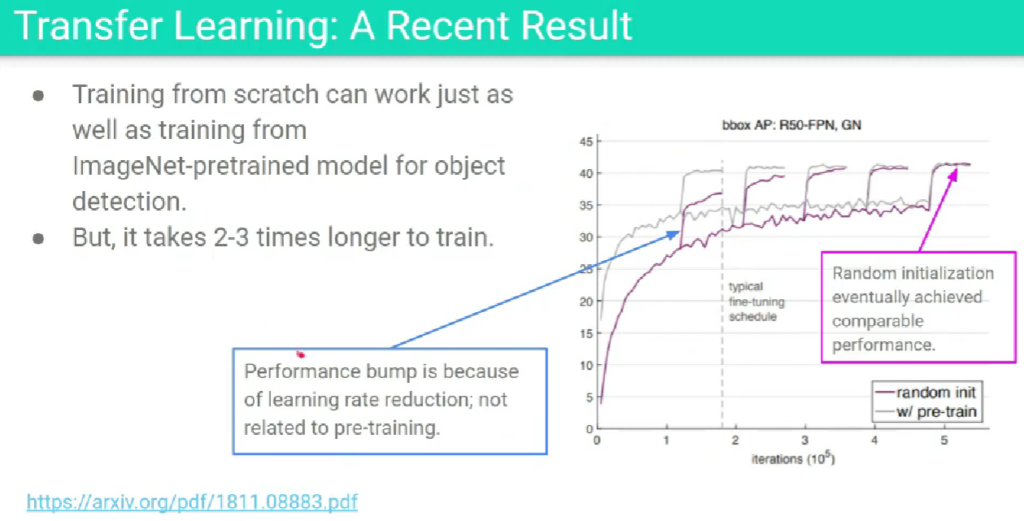 Transfer Learning: A Recent Result
● Training from scratch can work just as
well as training from
ImageNet-pretrained model for object
detection.
● But, it takes 2-3 times longer to train.
bbox AP: R50-FPN, GN
45
40
35
30
25
20
15
10
5
0
0 1 2 3 4 5
iterations (10⁵)
typical
fine-tuning
schedule
random init
w/ pre-train
Random initialization
eventually achieved
comparable
performance.
Performance bump is because
of learning rate reduction; not
related to pre-training.
https://arxiv.org/pdf/1811.08883.pdf